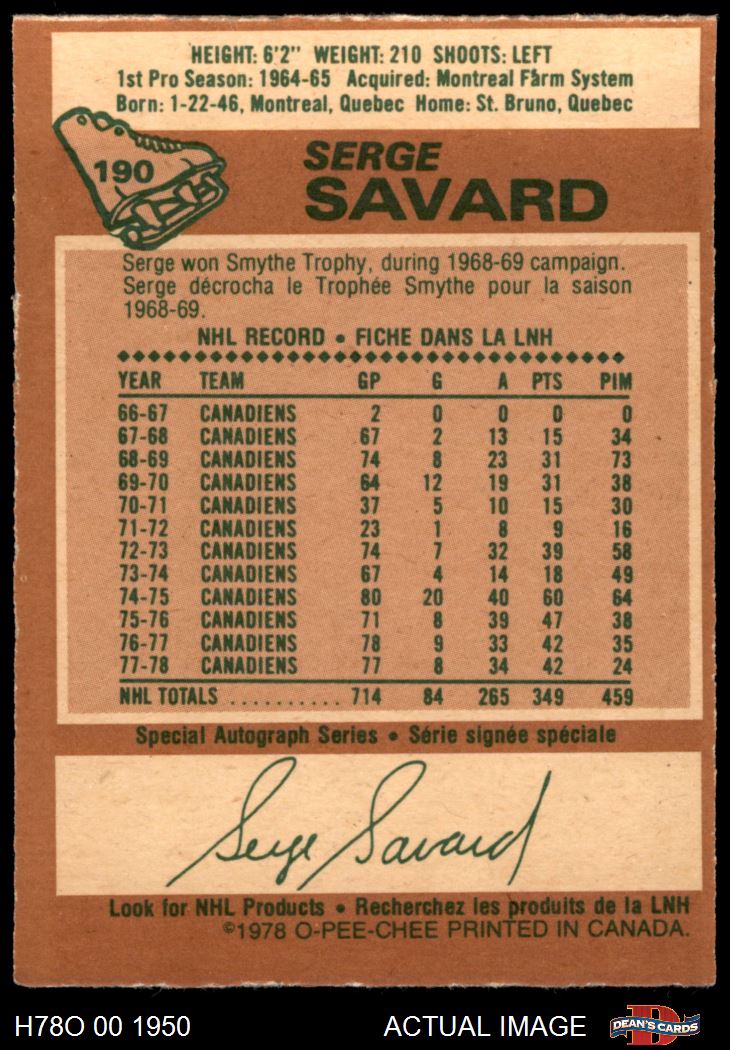 HEIGHT: 6'2" WEIGHT: 210 SHOOTS: LEFT
1st Pro Season: 1964-65 Acquired: Montreal Farm System
Born: 1-22-46, Montreal, Quebec Home: St. Bruno, Quebec
190
SERGE
SAVARD
Serge won Smythe Trophy, during 1968-69 campaign.
Serge décrocha le Trophée Smythe pour la saison
1968-69.
NHL RECORD • FICHE DANS LA LNH
YEAR TEAM GP G A PTS PIM
66-67 CANADIENS 2 0 0 0 0
67-68 CANADIENS 67 2 13 15 34
68-69 CANADIENS 74 8 23 31 73
69-70 CANADIENS 64 12 19 31 38
70-71 CANADIENS 37 5 10 15 30
71-72 CANADIENS 23 1 8 9 16
72-73 CANADIENS 74 7 32 39 58
73-74 CANADIENS 67 4 14 18 49
74-75 CANADIENS 80 20 40 60 64
75-76 CANADIENS 71 8 39 47 38
76-77 CANADIENS 78 9 33 42 35
77-78 CANADIENS 77 8 34 42 24
NHL TOTALS .......... 714 84 265 349 459
Special Autograph Series • Série signée spéciale
Serge Savard
Look for NHL Products • Recherchez les produits de la LNH
©1978 O-PEE-CHEE PRINTED IN CANADA.
H78O 00 1950 ACTUAL IMAGE D DEAN'S CARDS